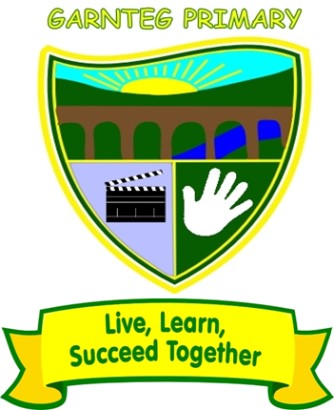 GARNTEG PRIMARY
Live, Learn,
Succeed Together